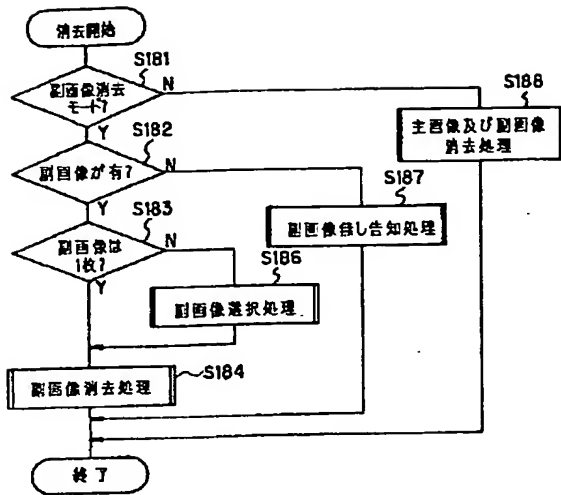 消去開始
S181
副画像消去
モード?
N
Y
S188
主画像及び副画像
消去処理
S182
副画像が有?
N
Y
S187
副画像無し告知処理
S183
副画像は
1枚?
N
Y
S186
副画像選択処理
S184
副画像消去処理
終了